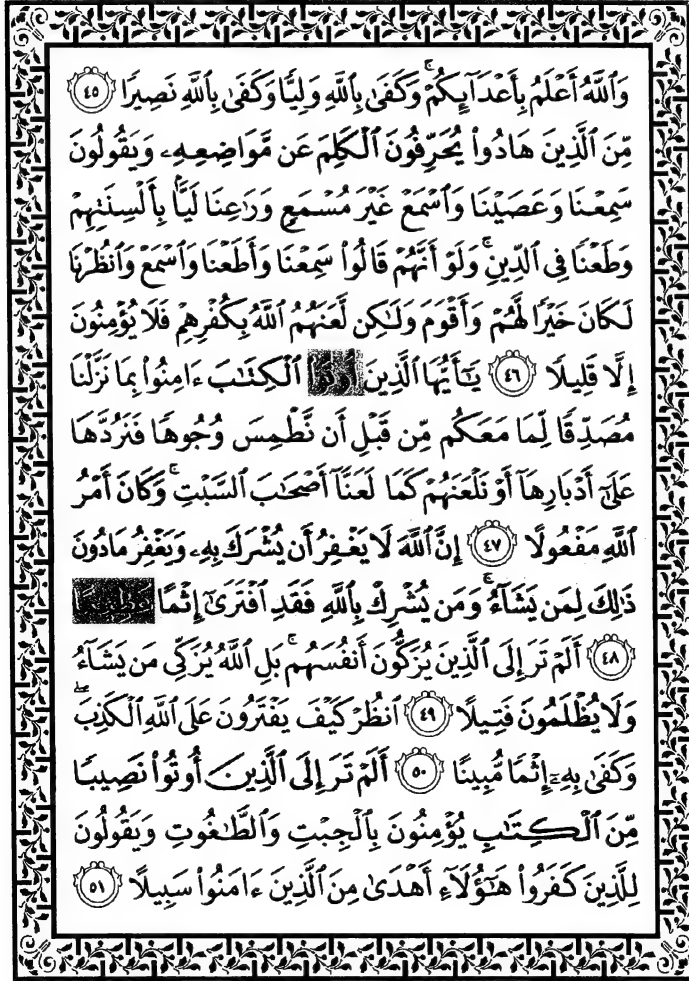 وَٱللَّهُ أَعْلَمُ بِأَعْدَآئِكُمْ ۚ وَكَفَىٰ بِٱللَّهِ وَلِيًّا وَكَفَىٰ بِٱللَّهِ نَصِيرًا ٤٥
مِّنَ ٱلَّذِينَ هَادُوا۟ يُحَرِّفُونَ ٱلْكَلِمَ عَن مَّوَاضِعِهِۦ وَيَقُولُونَ
سَمِعْنَا وَعَصَيْنَا وَٱسْمَعْ غَيْرَ مُسْمَعٍ وَرَٰعِنَا لَيًّۢا بِأَلْسِنَتِهِمْ
وَطَعْنًا فِى ٱلدِّينِ ۚ وَلَوْ أَنَّهُمْ قَالُوا۟ سَمِعْنَا وَأَطَعْنَا وَٱسْمَعْ وَٱنظُرْنَا
لَكَانَ خَيْرًا لَّهُمْ وَأَقْوَمَ وَلَٰكِن لَّعَنَهُمُ ٱللَّهُ بِكُفْرِهِمْ فَلَا يُؤْمِنُونَ
إِلَّا قَلِيلًا ٤٦ يَٰٓأَيُّهَا ٱلَّذِينَ ٱلْكِتَٰبَ ءَامِنُوا۟ بِمَا نَزَّلْنَا
مُصَدِّقًا لِّمَا مَعَكُم مِّن قَبْلِ أَن نَّطْمِسَ وُجُوهًا فَنَرُدَّهَا
عَلَىٰٓ أَدْبَارِهَآ أَوْ نَلْعَنَهُمْ كَمَا لَعَنَّآ أَصْحَٰبَ ٱلسَّبْتِ ۚ وَكَانَ أَمْرُ
ٱللَّهِ مَفْعُولًا ٤٧ إِنَّ ٱللَّهَ لَا يَغْفِرُ أَن يُشْرَكَ بِهِۦ وَيَغْفِرُ مَا دُونَ
ذَٰلِكَ لِمَن يَشَآءُ ۚ وَمَن يُشْرِكْ بِٱللَّهِ فَقَدِ ٱفْتَرَىٰٓ إِثْمًا
٤٨ أَلَمْ تَرَ إِلَى ٱلَّذِينَ يُزَكُّونَ أَنفُسَهُم ۚ بَلِ ٱللَّهُ يُزَكِّى مَن يَشَآءُ
وَلَا يُظْلَمُونَ فَتِيلًا ٤٩ ٱنظُرْ كَيْفَ يَفْتَرُونَ عَلَى ٱللَّهِ ٱلْكَذِبَ ۖ
وَكَفَىٰ بِهِۦٓ إِثْمًا مُّبِينًا ٥٠ أَلَمْ تَرَ إِلَى ٱلَّذِينَ أُوتُوا۟ نَصِيبًا
مِّنَ ٱلْكِتَٰبِ يُؤْمِنُونَ بِٱلْجِبْتِ وَٱلطَّٰغُوتِ وَيَقُولُونَ
لِلَّذِينَ كَفَرُوا۟ هَٰٓؤُلَآءِ أَهْدَىٰ مِنَ ٱلَّذِينَ ءَامَنُوا۟ سَبِيلًا ٥١